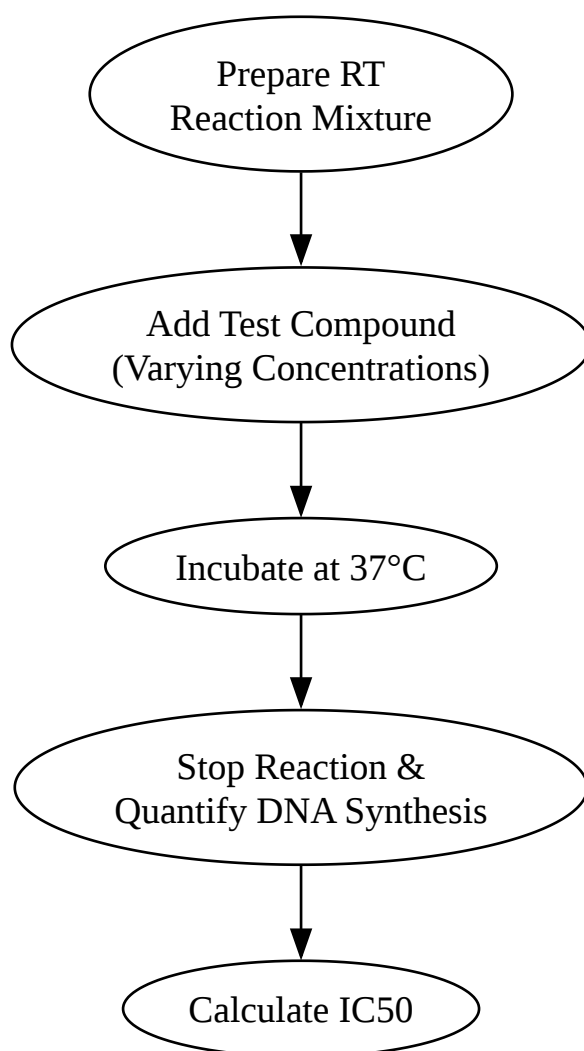 Prepare RT
Reaction Mixture
Add Test Compound
(Varying Concentrations)
Incubate at 37°C
Stop Reaction &
Quantify DNA Synthesis
Calculate IC50